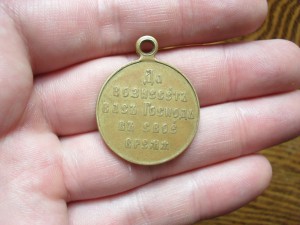 Да
вознесетъ
васъ Господь
въ свое
время